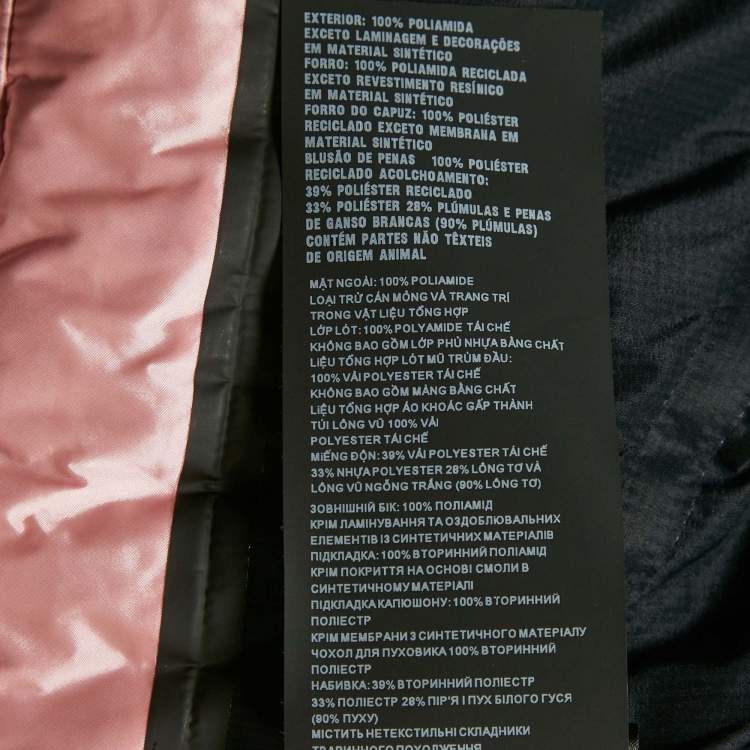 EXTERIOR: 100% POLIAMIDA
EXCETO LAMINAGEM E DECORAÇÕES
EM MATERIAL SINTÉTICO
FORRO: 100% POLIAMIDA RECICLADA
EXCETO REVESTIMENTO RESÍNICO
EM MATERIAL SINTÉTICO
FORRO DO CAPUZ: 100% POLIÉSTER
RECICLADO EXCETO MEMBRANA EM
MATERIAL SINTÉTICO
BLUSÃO DE PENAS 100% POLIÉSTER
RECICLADO ACOLCHOAMENTO:
39% POLIÉSTER RECICLADO
33% POLIÉSTER 28% PLÚMULAS E PENAS
DE GANSO BRANCAS (90% PLÚMULAS)
CONTÉM PARTES NÃO TÊXTEIS
DE ORIGEM ANIMAL
MẶT NGOÀI: 100% POLIAMIDE
LOẠI TRỪ CÁN MỎNG VÀ TRANG TRÍ
TRONG VẬT LIỆU TỔNG HỢP
LỚP LÓT: 100% POLYAMIDE TÁI CHẾ
KHÔNG BAO GỒM LỚP PHỦ NHỰA BẰNG CHẤT
LIỆU TỔNG HỢP LÓT MŨ TRÙM ĐẦU:
100% VẢI POLYESTER TÁI CHẾ
KHÔNG BAO GỒM MÀNG BẰNG CHẤT
LIỆU TỔNG HỢP ÁO KHOÁC GẤP THÀNH
TÚI LÔNG VŨ 100% VẢI
POLYESTER TÁI CHẾ
MIẾNG ĐỘN: 39% VẢI POLYESTER TÁI CHẾ
33% NHỰA POLYESTER 28% LÔNG TƠ VÀ
LÔNG VŨ NGỖNG TRẮNG (90% LÔNG TƠ)
ЗОВНІШНІЙ БІК: 100% ПОЛІАМІД
КРІМ ЛАМІНУВАННЯ ТА ОЗДОБЛЮВАЛЬНИХ
ЕЛЕМЕНТІВ ІЗ СИНТЕТИЧНИХ МАТЕРІАЛІВ
ПІДКЛАДКА: 100% ВТОРИННИЙ ПОЛІАМІД
КРІМ ПОКРИТТЯ НА ОСНОВІ СМОЛИ В
СИНТЕТИЧНОМУ МАТЕРІАЛІ
ПІДКЛАДКА КАПЮШОНУ: 100% ВТОРИННИЙ
ПОЛІЕСТР
КРІМ МЕМБРАНИ З СИНТЕТИЧНОГО МАТЕРІАЛУ
ЧОХОЛ ДЛЯ ПУХОВИКА 100% ВТОРИННИЙ
ПОЛІЕСТР
НАБИВКА: 39% ВТОРИННИЙ ПОЛІЕСТР
33% ПОЛІЕСТР 28% ПІР'Я І ПУХ БІЛОГО ГУСЯ
(90% ПУХУ)
МІСТИТЬ НЕТЕКСТИЛЬНІ СКЛАДНИКИ
ТВАРИННОГО ПОХОДЖЕННЯ